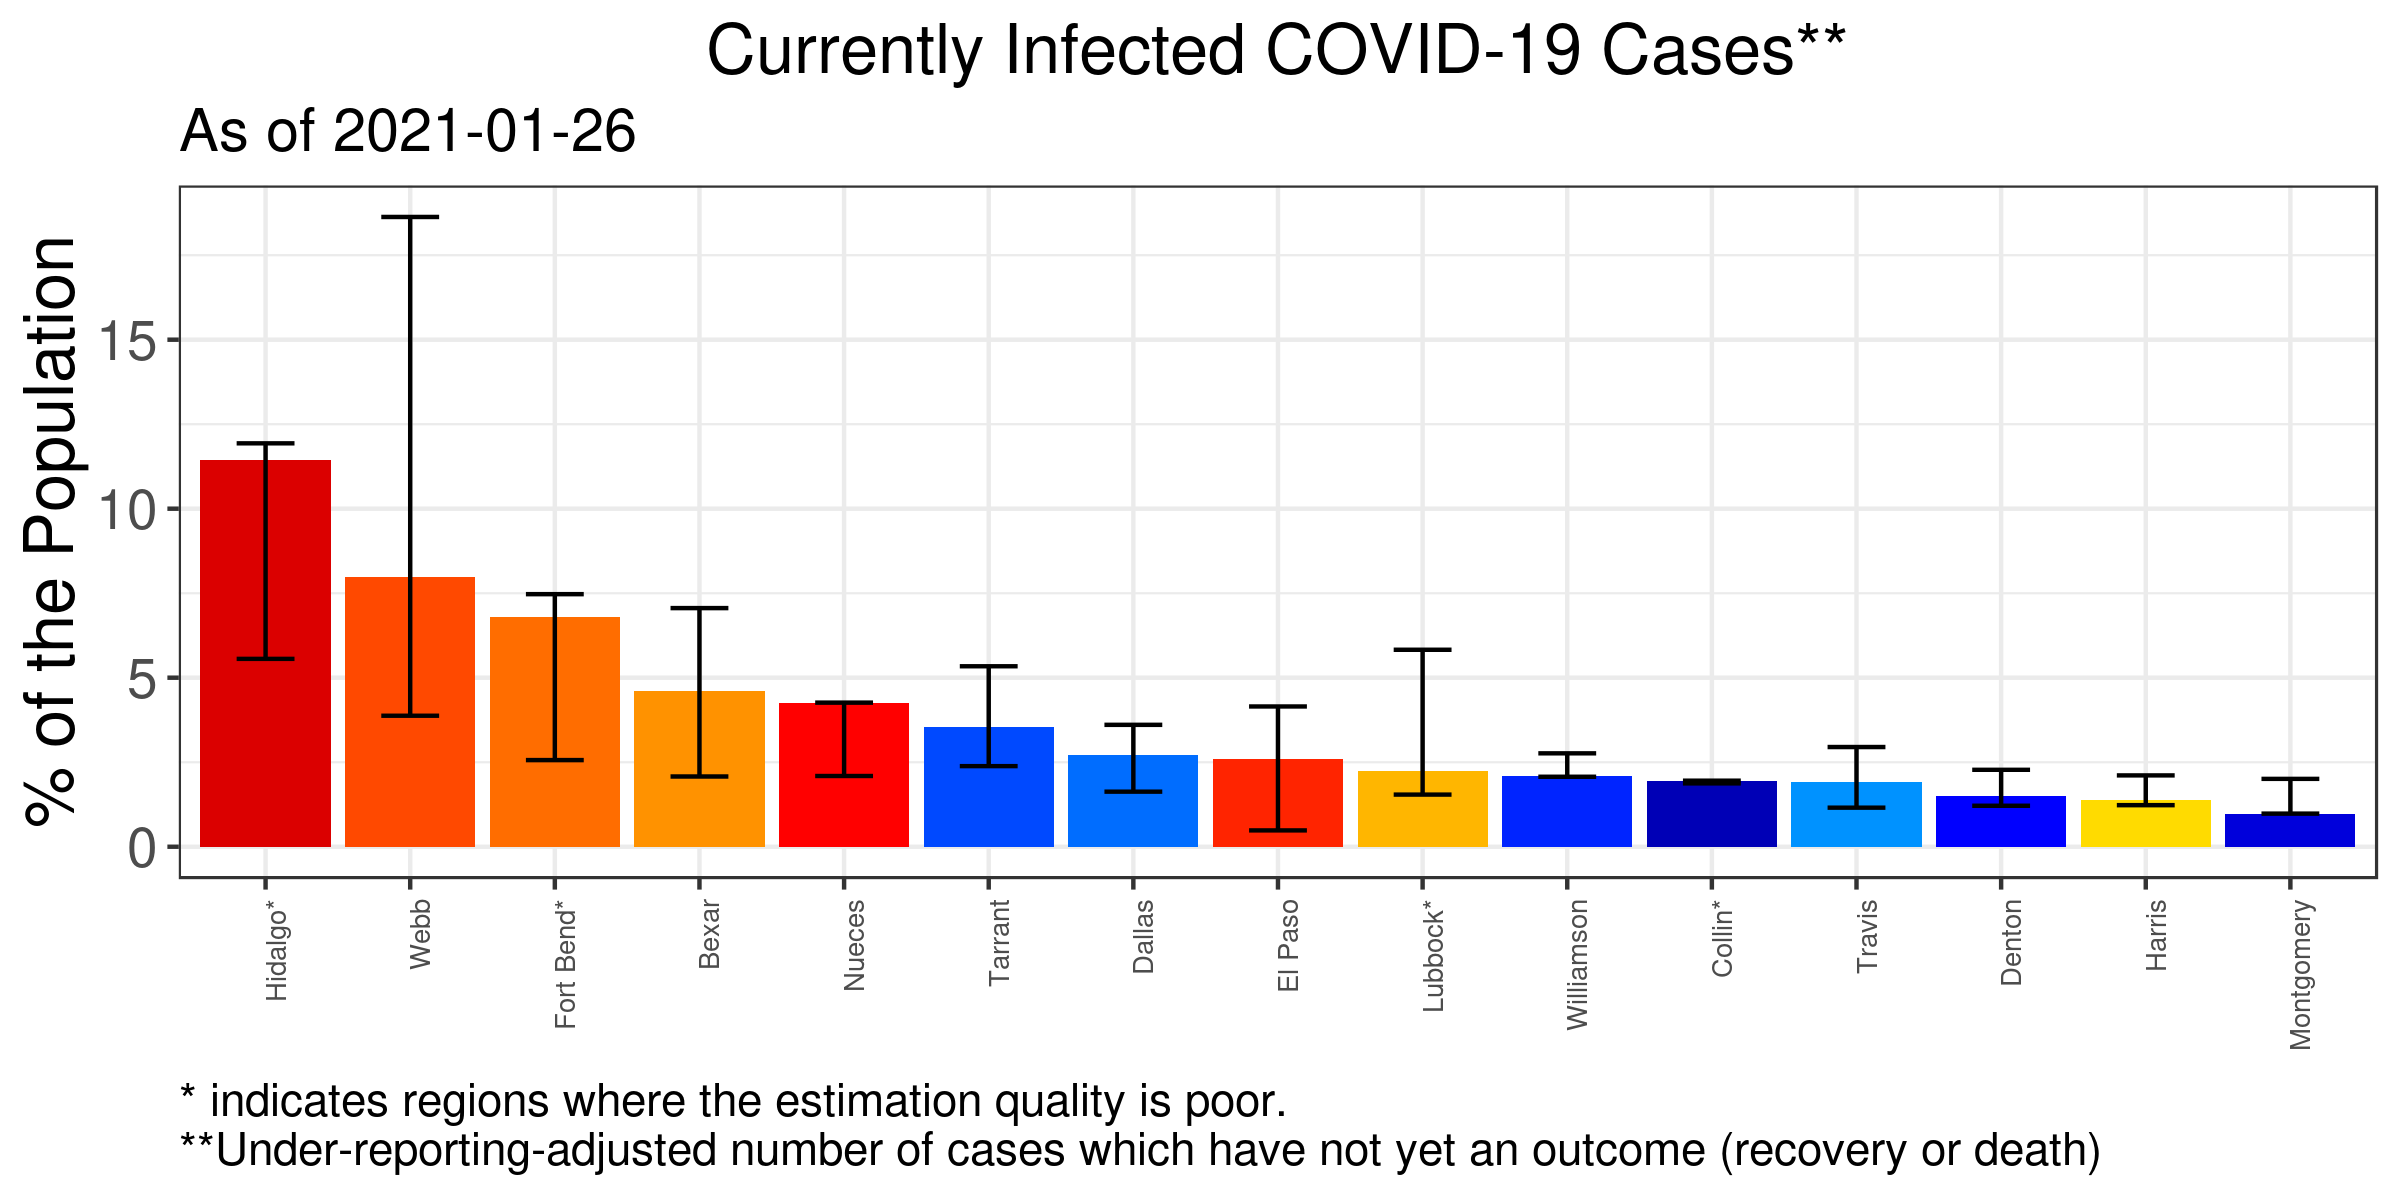 Currently Infected COVID-19 Cases**
As of 2021-01-26
% of the Population
15
10
5
0
Hidalgo*
Webb
Fort Bend*
Bexar
Nueces
Tarrant
Dallas
El Paso
Lubbock*
Williamson
Collin*
Travis
Denton
Harris
Montgomery
* indicates regions where the estimation quality is poor.
**Under-reporting-adjusted number of cases which have not yet an outcome (recovery or death)